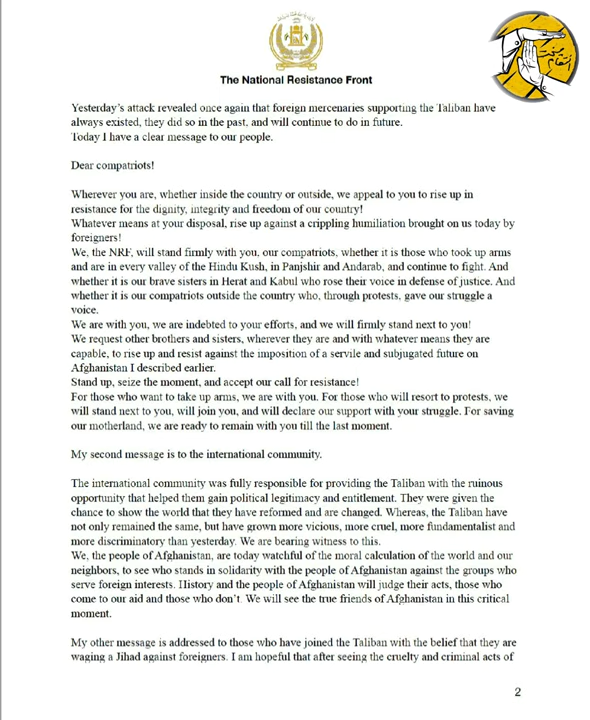 The National Resistance Front
Yesterday's attack revealed once again that foreign mercenaries supporting the Taliban have
always existed, they did so in the past, and will continue to do in future.
Today I have a clear message to our people.
Dear compatriots!
Wherever you are, whether inside the country or outside, we appeal to you to rise up in
resistance for the dignity, integrity and freedom of our country!
Whatever means at your disposal, rise up against a crippling humiliation brought on us today by
foreigners!
We, the NRF, will stand firmly with you, our compatriots, whether it is those who took up arms
and are in every valley of the Hindu Kush, in Panjshir and Andarab, and continue to fight. And
whether it is our brave sisters in Herat and Kabul who rose their voice in defense of justice. And
whether it is our compatriots outside the country who, through protests, gave our struggle a
voice.
We are with you, we are indebted to your efforts, and we will firmly stand next to you!
We request other brothers and sisters, wherever they are and with whatever means they are
capable, to rise up and resist against the imposition of a servile and subjugated future on
Afghanistan I described earlier.
Stand up, seize the moment, and accept our call for resistance!
For those who want to take up arms, we are with you. For those who will resort to protests, we
will stand next to you, will join you, and will declare our support with your struggle. For saving
our motherland, we are ready to remain with you till the last moment.
My second message is to the international community.
The international community was fully responsible for providing the Taliban with the ruinous
opportunity that helped them gain political legitimacy and entitlement. They were given the
chance to show the world that they have reformed and are changed. Whereas, the Taliban have
not only remained the same, but have grown more vicious, more cruel, more fundamentalist and
more discriminatory than yesterday. We are bearing witness to this.
We, the people of Afghanistan, are today watchful of the moral calculation of the world and our
neighbors, to see who stands in solidarity with the people of Afghanistan against the groups who
serve foreign interests. History and the people of Afghanistan will judge their acts, those who
come to our aid and those who don't. We will see the true friends of Afghanistan in this critical
moment.
My other message is addressed to those who have joined the Taliban with the belief that they are
waging a Jihad against foreigners. I am hopeful that after seeing the cruelty and criminal acts of
2